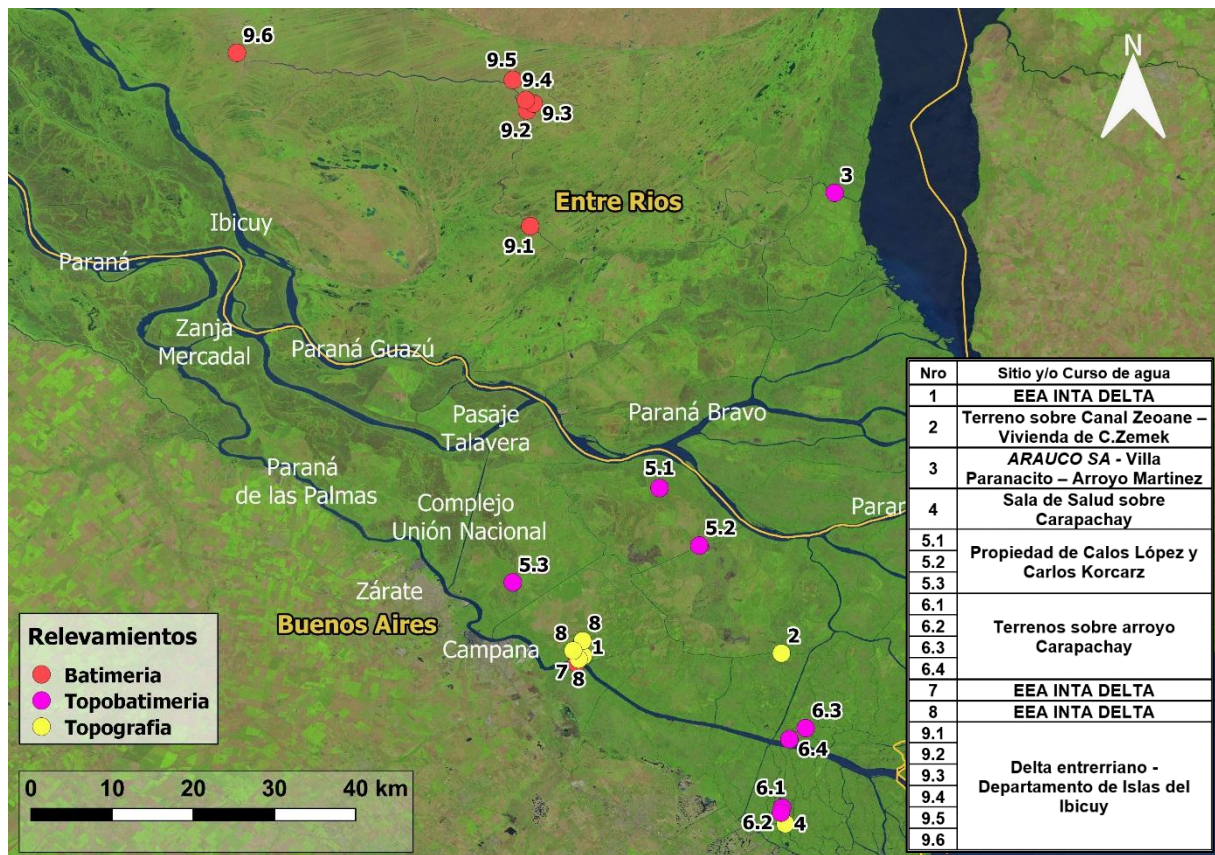 9.6
9.5
9.4
9.3
9.2
N
3
Entre Rios
Ibicuy
9.1
Paraná
Zanja
Mercadal
Paraná Guazú
Pasaje
Talavera
Paraná Bravo
5.1
Paraná
de las Palmas
Complejo
Unión Nacional
Paran
5.2
5.3
Zárate
Buenos Aires
8
8
2
Campana
1
7
8
6.3
6.4
6.1
6.2
4
Relevamientos
Batimeria
Topobatimeria
Topografia
0 10 20 30 40 km
Nro Sitio y/o Curso de agua
1 EEA INTA DELTA
2 Terreno sobre Canal Zeoane –
Vivienda de C.Zemek
3 ARAUCO SA - Villa
Paranacito – Arroyo Martinez
4 Sala de Salud sobre
Carapachay
5.1
5.2
5.3
Propiedad de Calos López y
Carlos Korcarz
6.1
6.2
6.3
6.4
Terrenos sobre arroyo
Carapachay
7 EEA INTA DELTA
8 EEA INTA DELTA
9.1
9.2
9.3
9.4
9.5
9.6
Delta entrerriano -
Departamento de Islas del
Ibicuy